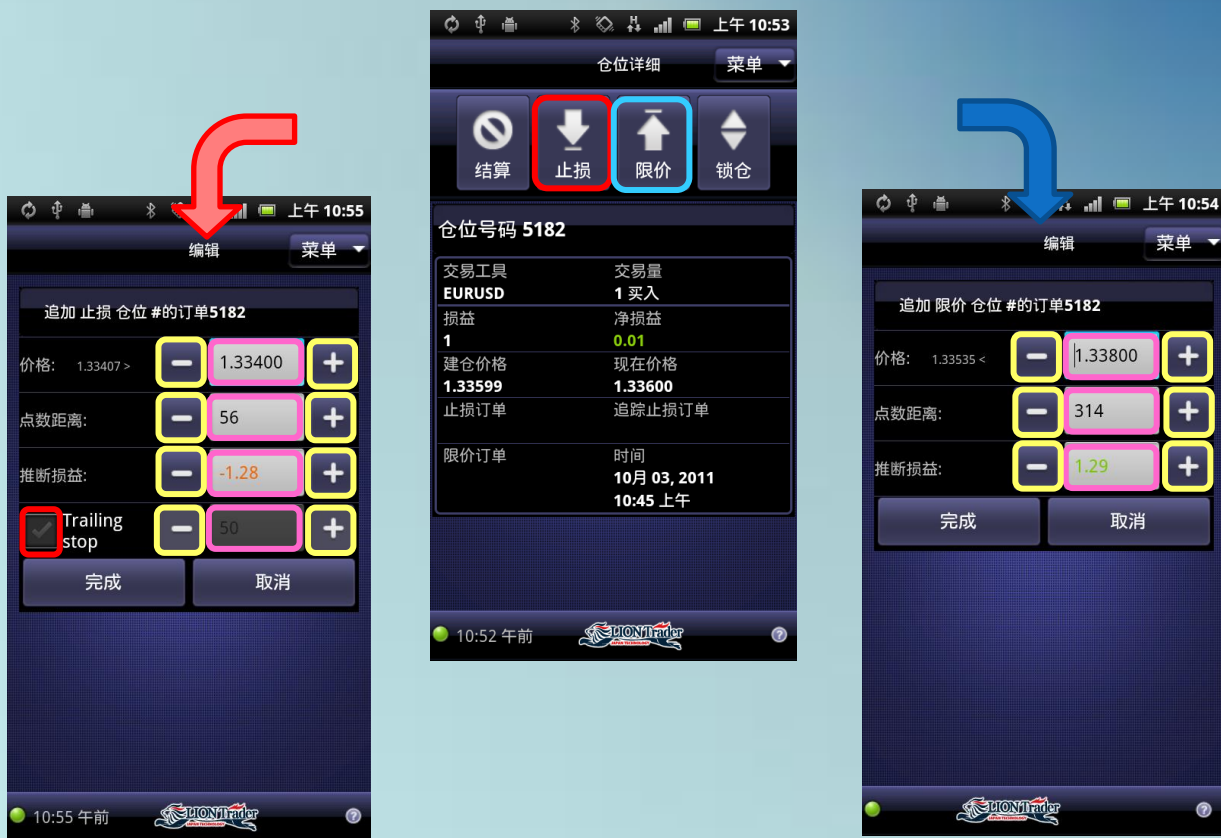 上午 10:53
仓位详细 菜单
结算 止损 限价 锁仓
仓位号码 5182
交易工具 交易量
EURUSD 1 买入
损益 净损益
1 0.01
建仓价格 现在价格
1.33599 1.33600
止损订单 追踪止损订单
限价订单 时间
10月 03, 2011
10:45 上午
10:52 午前 LIONTrader
上午 10:55
编辑 菜单
追加 止损 仓位 #的订单5182
价格: 1.33407 > 1.33400
点数距离: 56
推断损益: -1.28
Trailing
stop 50
完成 取消
10:55 午前 LIONTrader
上午 10:54
编辑 菜单
追加 限价 仓位 #的订单5182
价格: 1.33535 < 1.33800
点数距离: 314
推断损益: 1.29
完成 取消
LIONTrader